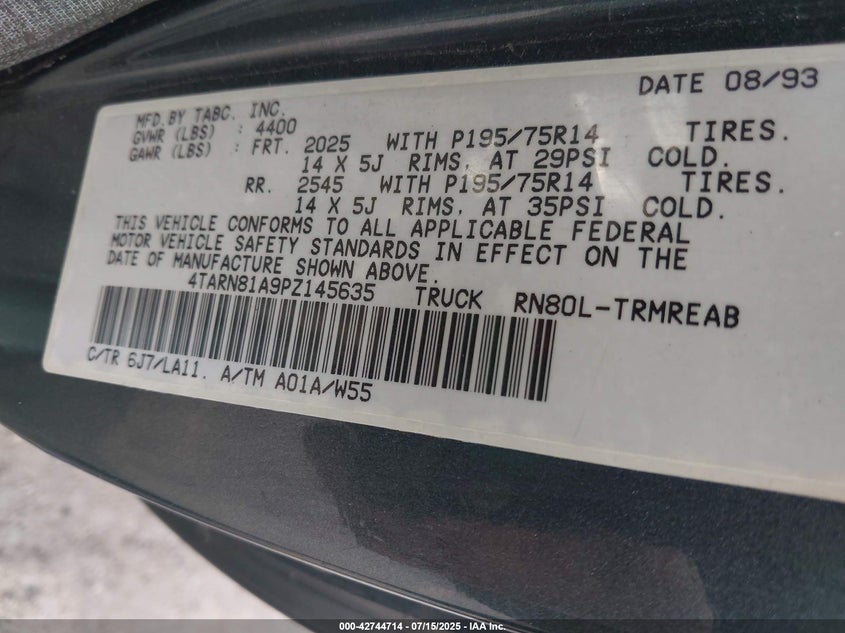 DATE 08/93
MFD.BY TABC. INC.
GVWR (LBS) : 4400
GAWR (LBS) : FRT. 2025 WITH P195/75R14 TIRES.
14 X 5J RIMS, AT 29PSI COLD.
RR. 2545 WITH P195/75R14 TIRES.
14 X 5J RIMS, AT 35PSI COLD.
THIS VEHICLE CONFORMS TO ALL APPLICABLE FEDERAL
MOTOR VEHICLE SAFETY STANDARDS IN EFFECT ON THE
DATE OF MANUFACTURE SHOWN ABOVE.
4TARN81A9PZ145635 TRUCK RN80L-TRMREAB
C/TR 6J7/LA11. A/TM A01A/W55
000-42744714 - 07/15/2025 - IAA Inc.